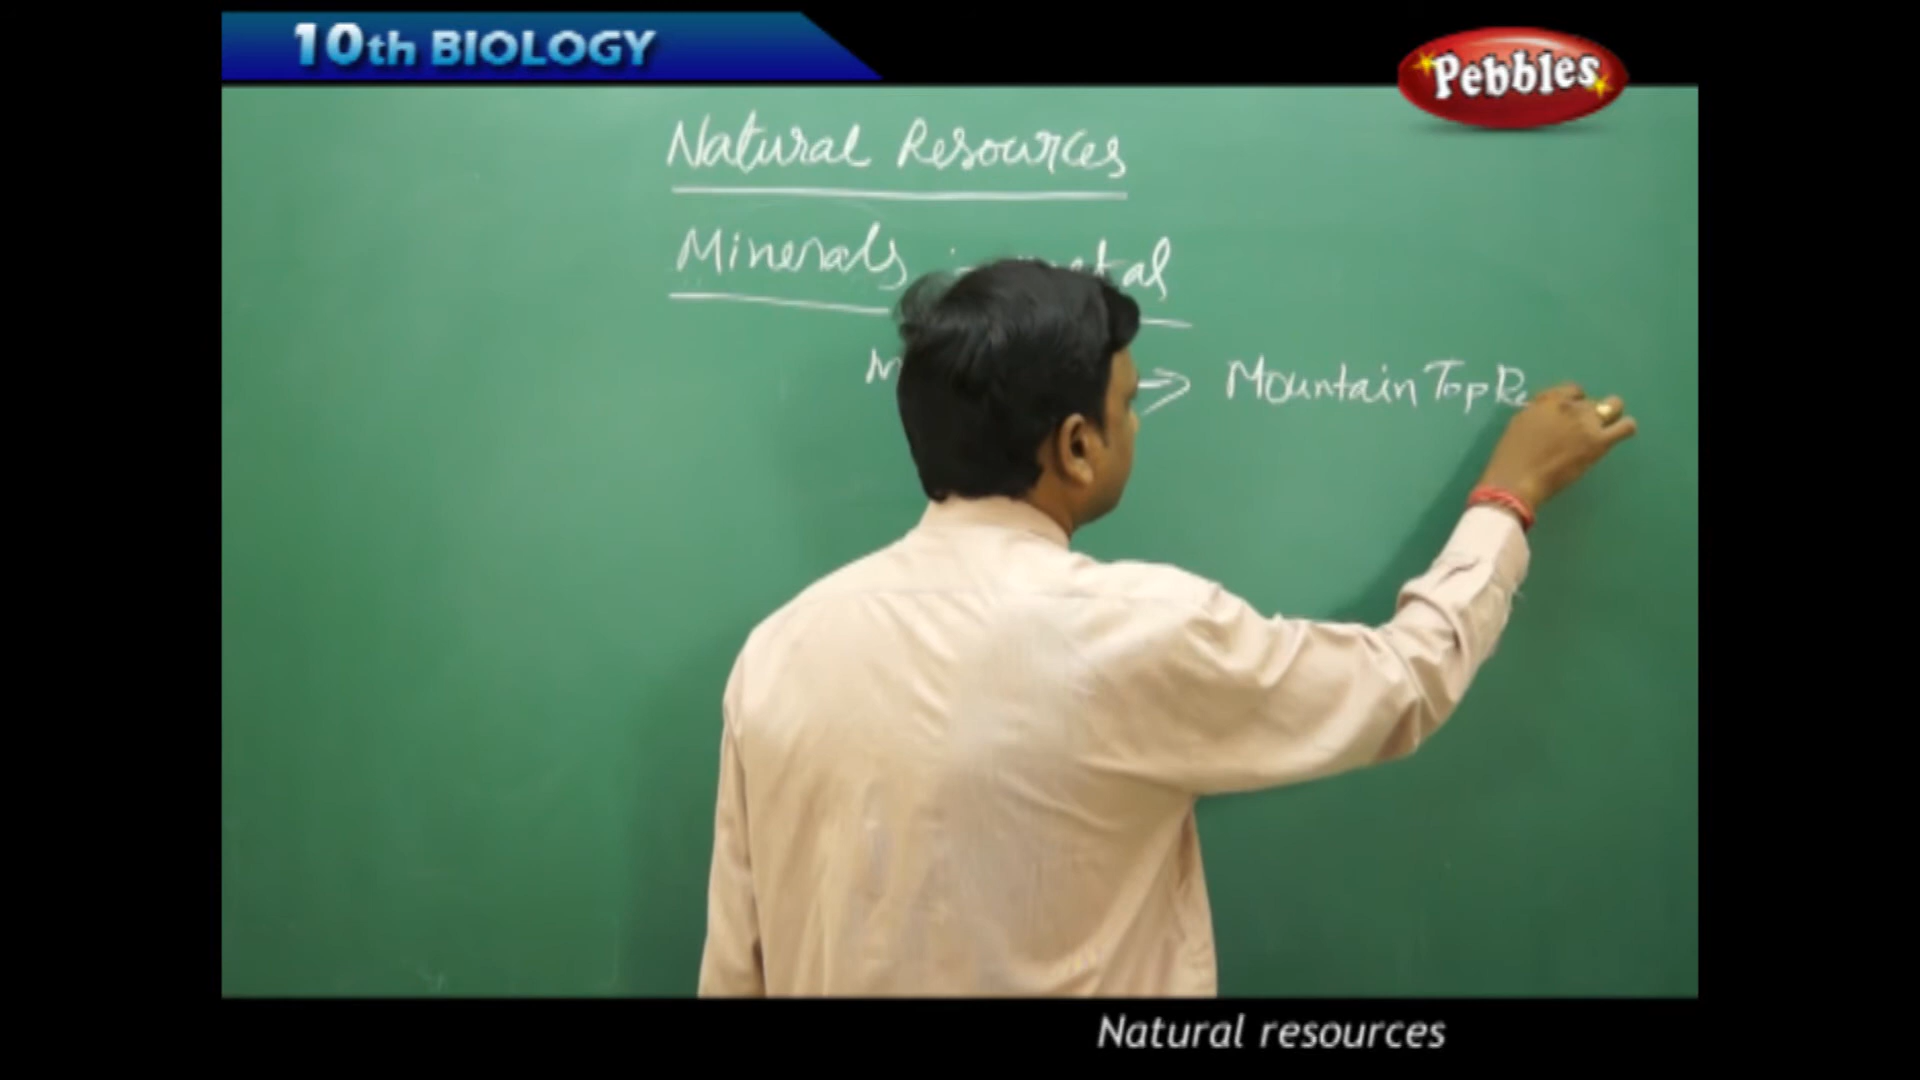 10th BIOLOGY
Pebbles
Natural Resources
Minerals
Mountain Top
Natural resources